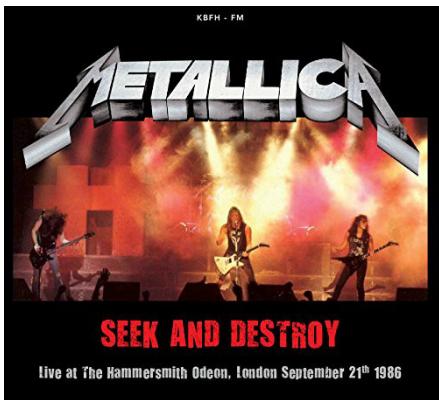 KBFH - FM
METALLICA
SEEK AND DESTROY
Live at The Hammersmith Odeon, London September 21th 1986